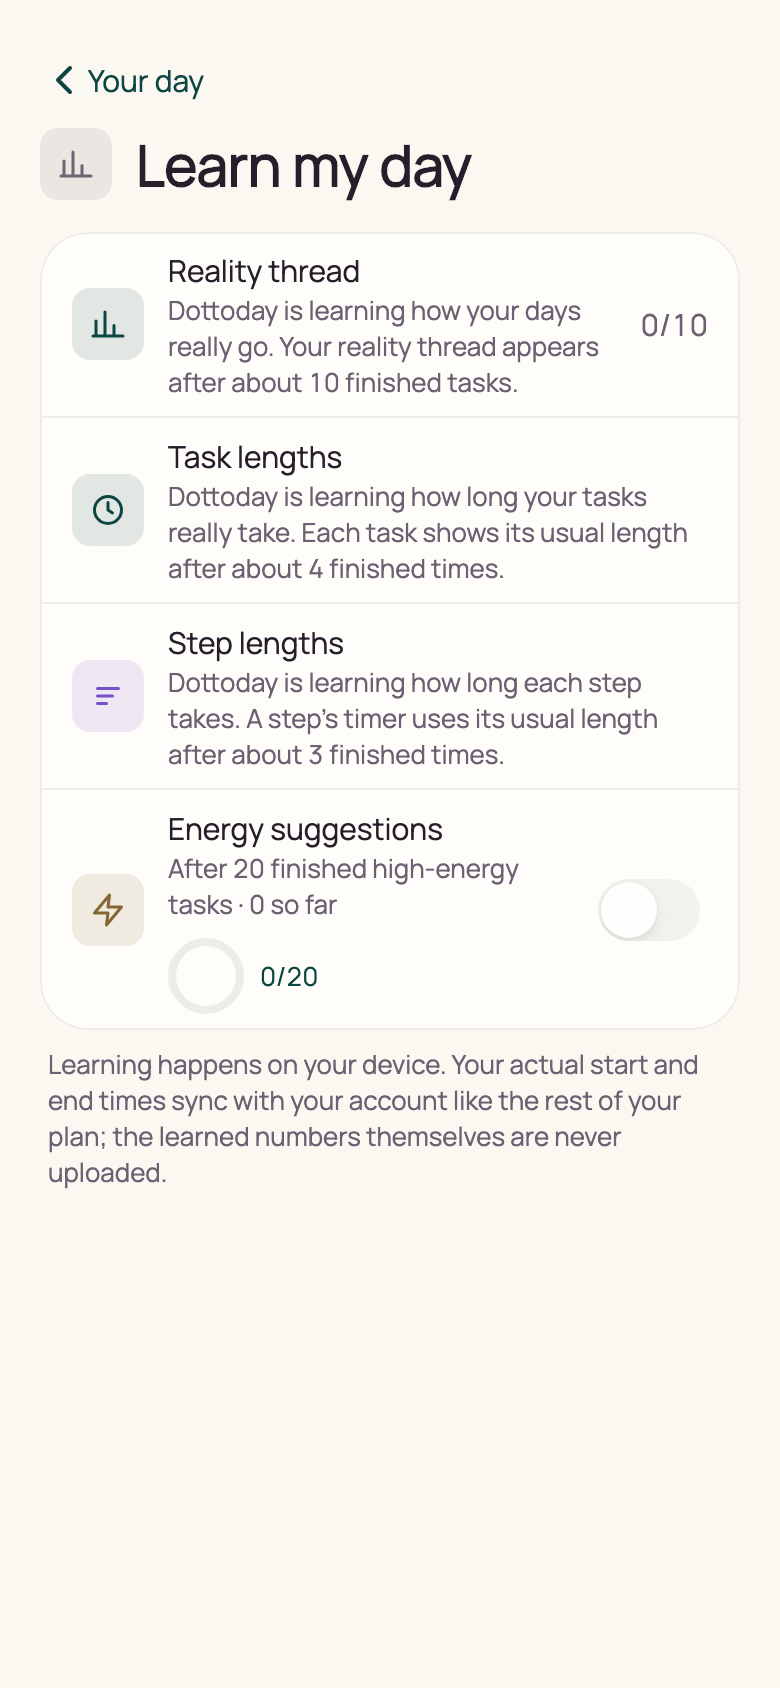 Your day
Learn my day
Reality thread
Dottoday is learning how your days
really go. Your reality thread appears
after about 10 finished tasks.
0/10
Task lengths
Dottoday is learning how long your tasks
really take. Each task shows its usual length
after about 4 finished times.
Step lengths
Dottoday is learning how long each step
takes. A step’s timer uses its usual length
after about 3 finished times.
Energy suggestions
After 20 finished high-energy
tasks · 0 so far
0/20
Learning happens on your device. Your actual start and
end times sync with your account like the rest of your
plan; the learned numbers themselves are never
uploaded.